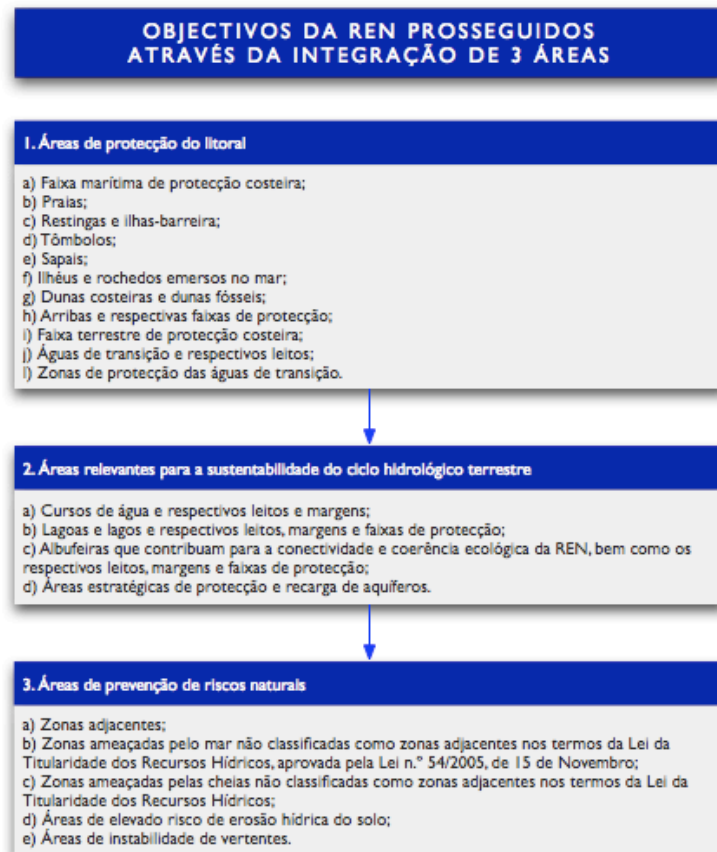 OBJECTIVOS DA REN PROSSEGUIDOS
ATRAVÉS DA INTEGRAÇÃO DE 3 ÁREAS
1. Áreas de protecção do litoral
a) Faixa marítima de protecção costeira;
b) Praias;
c) Restingas e ilhas-barreira;
d) Tômbolos;
e) Sapais;
f) Ilhéus e rochedos emersos no mar;
g) Dunas costeiras e dunas fósseis;
h) Arribas e respectivas faixas de protecção;
i) Faixa terrestre de protecção costeira;
j) Águas de transição e respectivos leitos;
l) Zonas de protecção das águas de transição.
2. Áreas relevantes para a sustentabilidade do ciclo hidrológico terrestre
a) Cursos de água e respectivos leitos e margens;
b) Lagoas e lagos e respectivos leitos, margens e faixas de protecção;
c) Albufeiras que contribuam para a conectividade e coerência ecológica da REN, bem como os
respectivos leitos, margens e faixas de protecção;
d) Áreas estratégicas de protecção e recarga de aquíferos.
3. Áreas de prevenção de riscos naturais
a) Zonas adjacentes;
b) Zonas ameaçadas pelo mar não classificadas como zonas adjacentes nos termos da Lei da
Titularidade dos Recursos Hídricos, aprovada pela Lei n.º 54/2005, de 15 de Novembro;
c) Zonas ameaçadas pelas cheias não classificadas como zonas adjacentes nos termos da Lei da
Titularidade dos Recursos Hídricos;
d) Áreas de elevado risco de erosão hídrica do solo;
e) Áreas de instabilidade de vertentes.